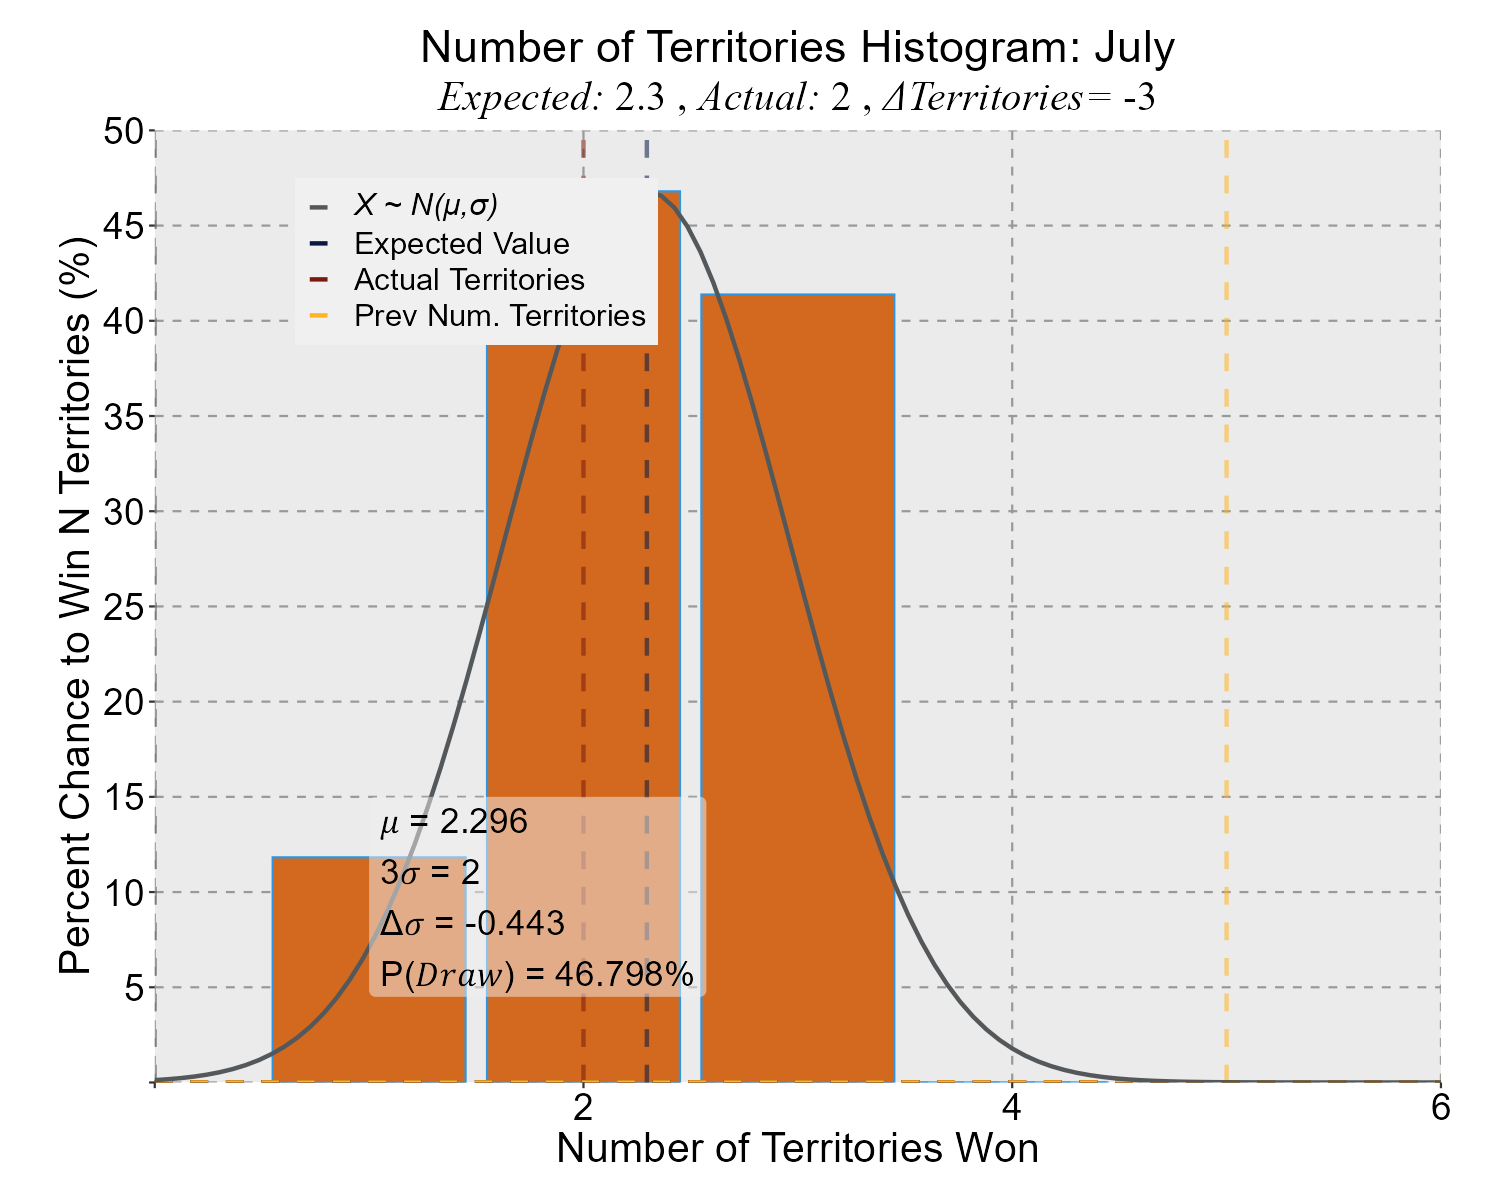 Number of Territories Histogram: July
Expected: 2.3 , Actual: 2 , ΔTerritories= -3
Percent Chance to Win N Territories (%)
50
45
40
35
30
25
20
15
10
5
X ~ N(μ,σ)
Expected Value
Actual Territories
Prev Num. Territories
μ = 2.296
3σ = 2
Δσ = -0.443
P(Draw) = 46.798%
2 4 6
Number of Territories Won